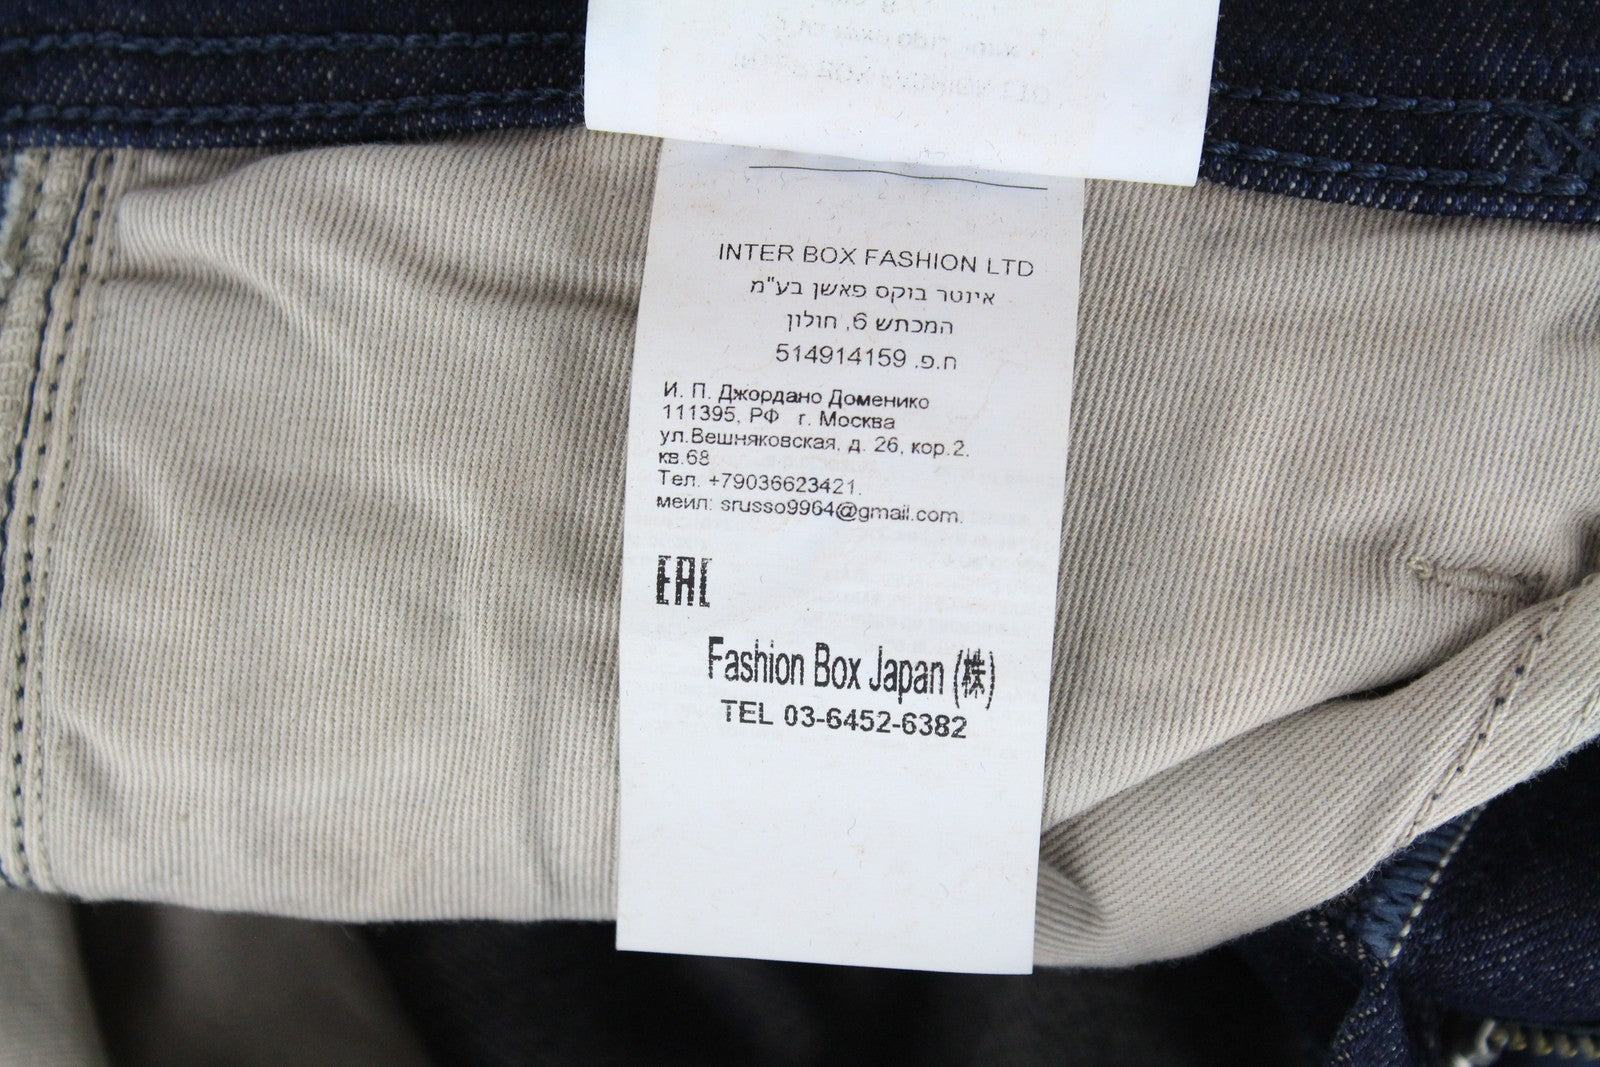 INTER BOX FASHION LTD
אינטר בוקס פאשן בע"מ
המכתש 6, חולון
ח.פ. 514914159
И. П. Джордано Доменико
111395, РФ г. Москва
ул.Вешняковская, д. 26, кор.2.
кв.68
Тел. +79036623421.
меил: srusso9964@gmail.com.
EAC
Fashion Box Japan (株)
TEL 03-6452-6382